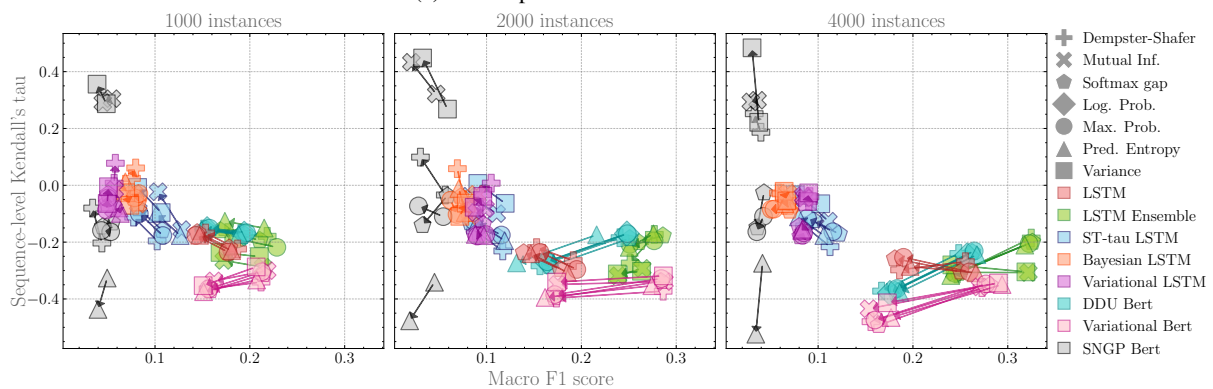 1000 instances
2000 instances
4000 instances
Sequence-level Kendall's tau
0.4
0.2
0.0
−0.2
−0.4
0.1
0.2
0.3
0.1
0.2
0.3
0.1
0.2
0.3
Macro F1 score
Dempster-Shafer
Mutual Inf.
Softmax gap
Log. Prob.
Max. Prob.
Pred. Entropy
Variance
LSTM
LSTM Ensemble
ST-tau LSTM
Bayesian LSTM
Variational LSTM
DDU Bert
Variational Bert
SNGP Bert